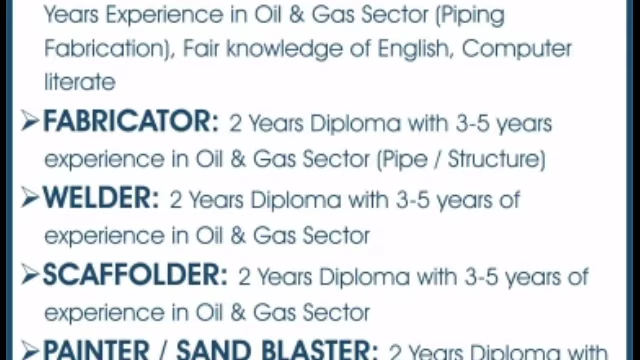 Years Experience in Oil & Gas Sector (Piping
Fabrication), Fair knowledge of English, Computer
literate
➢FABRICATOR: 2 Years Diploma with 3-5 years
experience in Oil & Gas Sector (Pipe / Structure)
➢WELDER: 2 Years Diploma with 3-5 years of
experience in Oil & Gas Sector
➢SCAFFOLDER: 2 Years Diploma with 3-5 years of
experience in Oil & Gas Sector
➢PAINTER / SAND BLASTER: 2 Years Diploma with